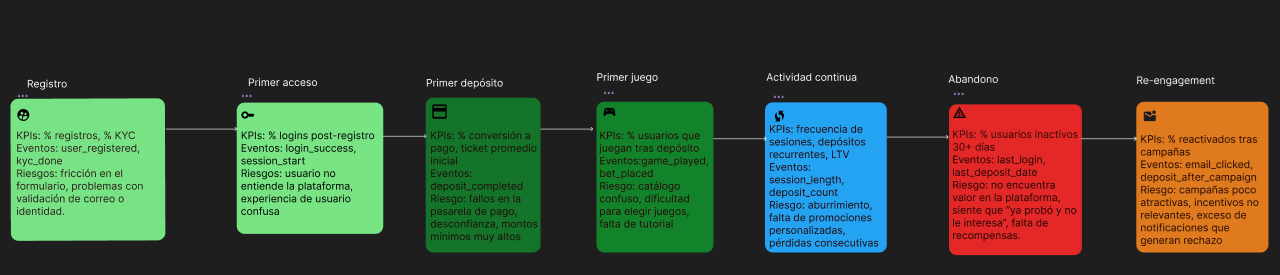 Registro
KPIs: % registros, % KYC
Eventos: user_registered,
kyc_done
Riesgos: fricción en el
formulario, problemas con
validación de correo o
identidad.
Primer acceso
KPIs: % logins post-registro
Eventos: login_success,
session_start
Riesgos: usuario no
entiende la plataforma,
experiencia de usuario
confusa
Primer depósito
KPIs: % conversión a
pago, ticket promedio
inicial
Eventos:
deposit_completed
Riesgo: fallos en la
pasarela de pago,
desconfianza, montos
mínimos muy altos
Primer juego
KPIs: % usuarios que
juegan tras depósito
Eventos:game_played,
bet_placed
Riesgo: catálogo
confuso, dificultad
para elegir juegos,
falta de tutorial
Actividad continua
KPIs: frecuencia de
sesiones, depósitos
recurrentes, LTV
Eventos:
session_length,
deposit_count
Riesgo: aburrimiento,
falta de promociones
personalizadas,
pérdidas consecutivas
Abandono
KPIs: % usuarios inactivos
30+ días
Eventos: last_login,
last_deposit_date
Riesgo: no encuentra
valor en la plataforma,
siente que "ya probó y no
le interesa", falta de
recompensas.
Re-engagement
KPIs: % reactivados tras
campañas
Eventos: email_clicked,
deposit_after_campaign
Riesgo: campañas poco
atractivas, incentivos no
relevantes, exceso de
notificaciones que
generan rechazo